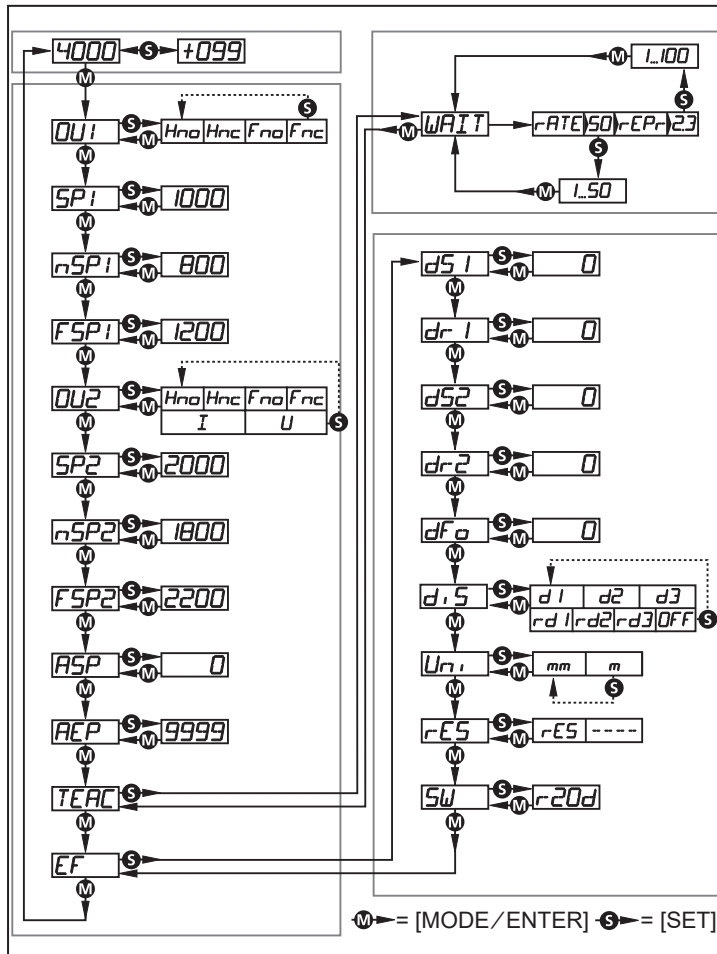 4000 S +099
M
OU1 S M Hno Hnc Fno Fnc S
M
SP1 S M 1000
M
nSP1 S M 800
M
FSP1 S M 1200
M
OU2 S M Hno Hnc Fno Fnc
I U S
M
SP2 S M 2000
M
nSP2 S M 1800
M
FSP2 S M 2200
M
ASP S M 0
M
AEP S M 9999
M
TEAC S M
M
EF S M
M
M 1...100
S
WAIT M rATE 50 rEPr 2.3
S
M 1...50
dS1 S M 0
M
dr1 S M 0
M
dS2 S M 0
M
dr2 S M 0
M
dFo S M 0
M
diS S M d1 d2 d3
rd1 rd2 rd3 OFF S
M
Uni S M mm m
S
M
rES S M rES ----
M
SW S M r20d
M
M = [MODE/ENTER] S = [SET]